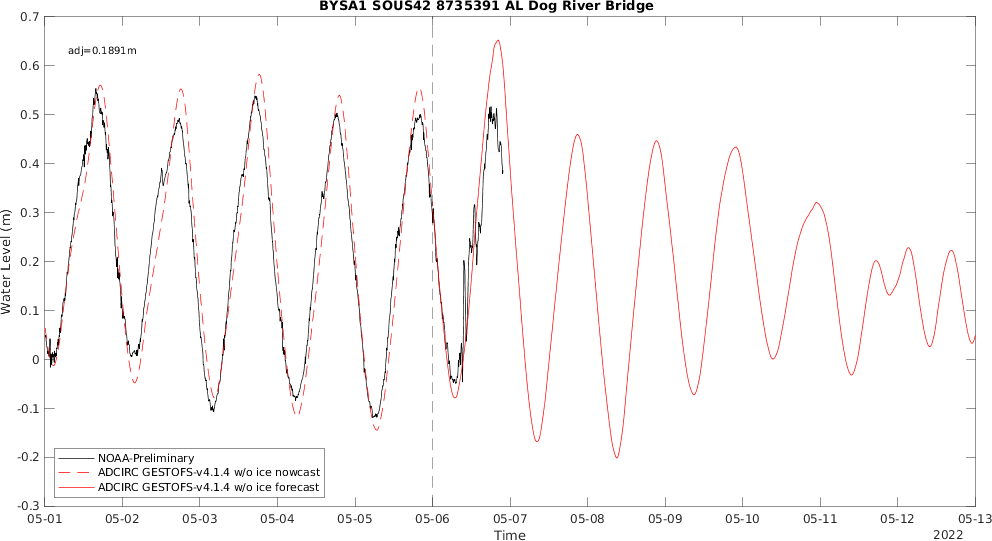 BYSA1 SOUS42 8735391 AL Dog River Bridge
0.7
0.6
0.5
0.4
0.3
0.2
0.1
0
-0.1
-0.2
-0.3
Water Level (m)
adj=0.1891m
NOAA-Preliminary
ADCIRC GESTOFS-v4.1.4 w/o ice nowcast
ADCIRC GESTOFS-v4.1.4 w/o ice forecast
05-01 05-02 05-03 05-04 05-05 05-06 05-07 05-08 05-09 05-10 05-11 05-12 05-13
Time
2022